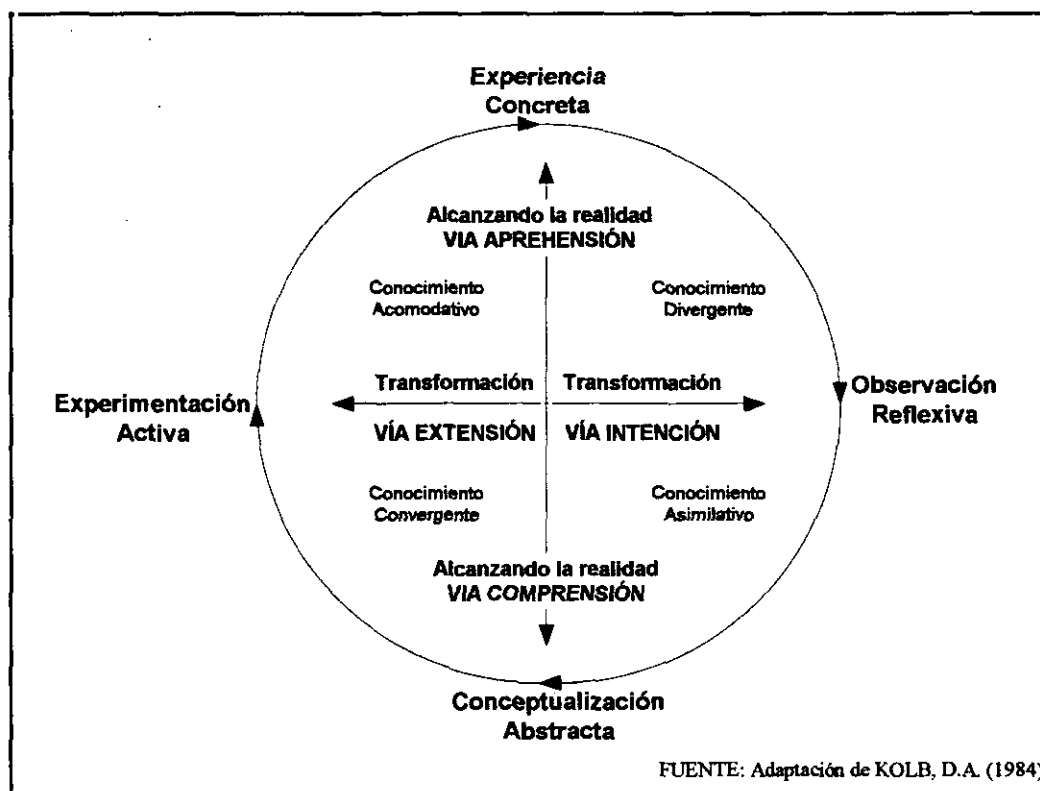 Experiencia
Concreta
Alcanzando la realidad
VIA APREHENSIÓN
Conocimiento
Acomodativo
Conocimiento
Divergente
Experimentación
Activa
Transformación
Transformación
VÍA EXTENSIÓN
VÍA INTENCIÓN
Observación
Reflexiva
Conocimiento
Convergente
Conocimiento
Asimilativo
Alcanzando la realidad
VIA COMPRENSIÓN
Conceptualización
Abstracta
FUENTE: Adaptación de KOLB, D.A. (1984)